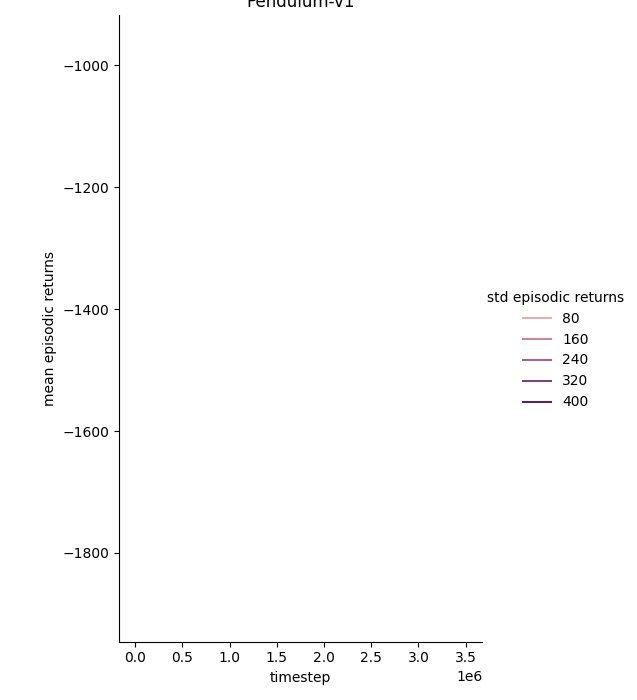 Pendulum-v1
−1000
−1200
−1400
−1600
−1800
mean episodic returns
0.0 0.5 1.0 1.5 2.0 2.5 3.0 3.5
1e6
timestep
std episodic returns
80
160
240
320
400